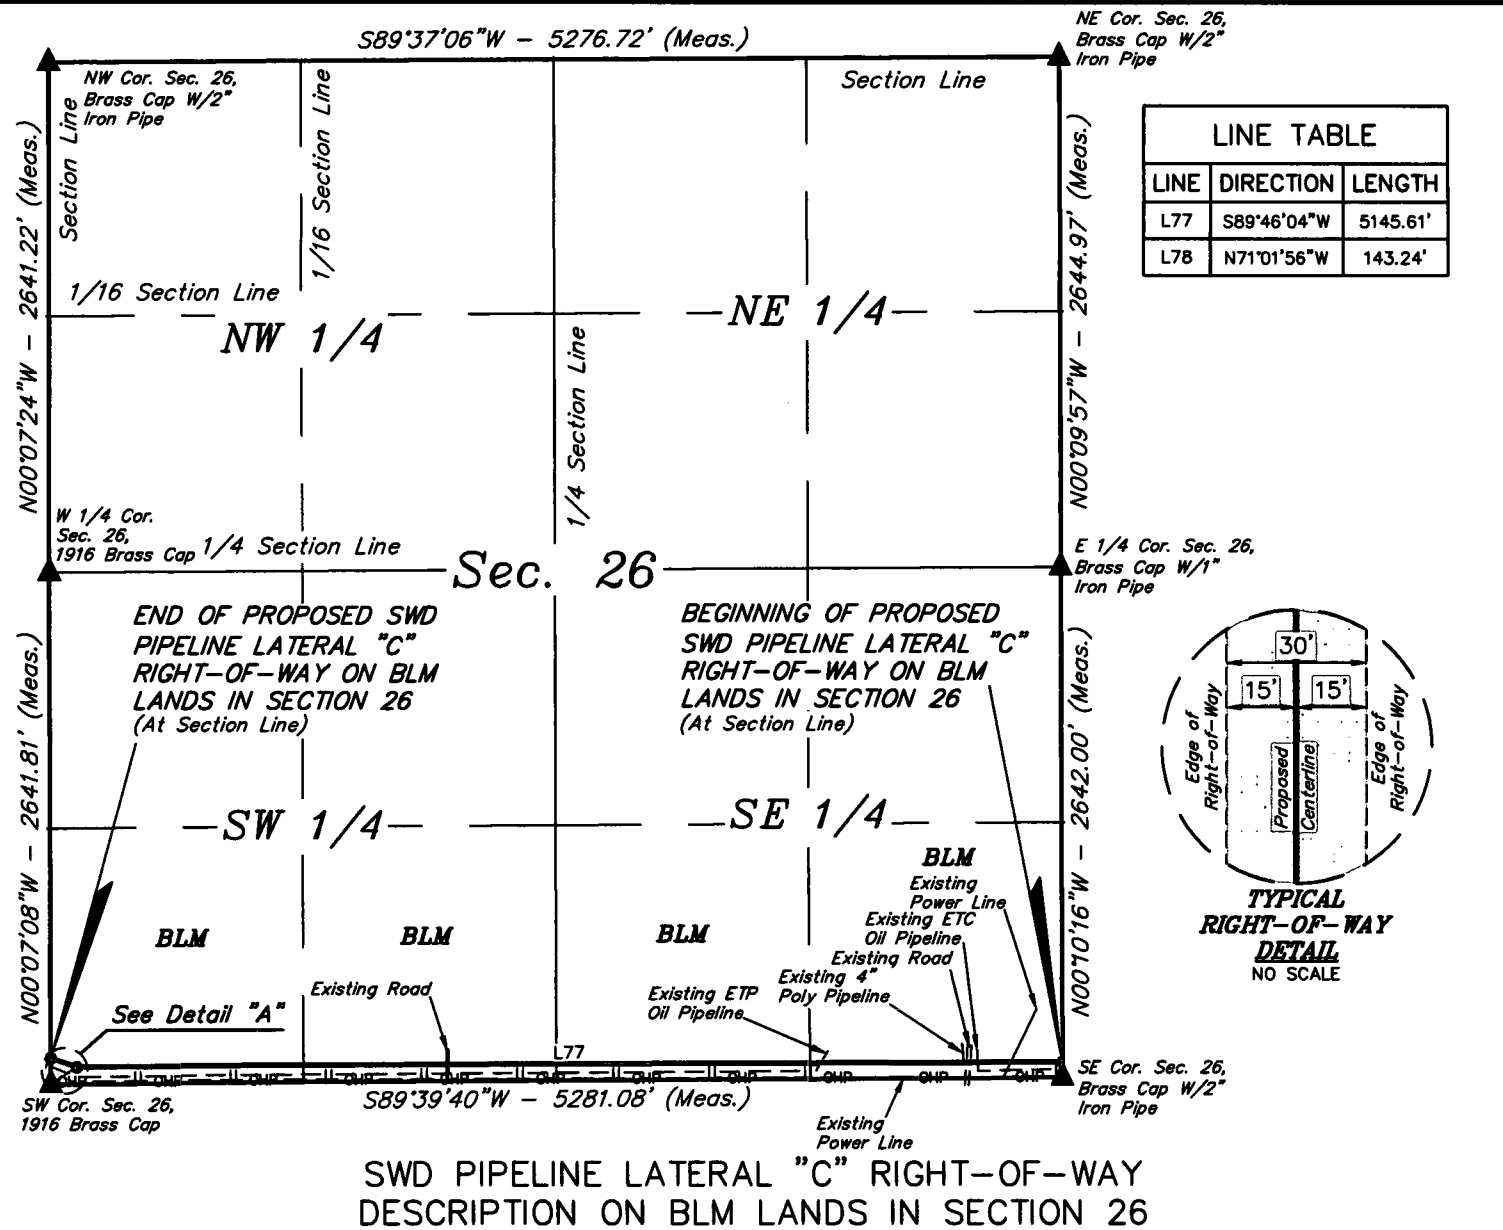 S89°37'06"W - 5276.72' (Meas.)
NE Cor. Sec. 26,
Brass Cap W/2"
Iron Pipe
NW Cor. Sec. 26,
Brass Cap W/2"
Iron Pipe
Section Line
Section Line
1/16 Section Line
1/16 Section Line
N00°07'24"W - 2641.22' (Meas.)
N00°09'57"W - 2644.97' (Meas.)
LINE TABLE
LINE DIRECTION LENGTH
L77 S89°46'04"W 5145.61'
L78 N71°01'56"W 143.24'
NW 1/4
NE 1/4
1/4 Section Line
W 1/4 Cor.
Sec. 26,
1916 Brass Cap
1/4 Section Line
Sec. 26
E 1/4 Cor. Sec. 26,
Brass Cap W/1"
Iron Pipe
END OF PROPOSED SWD
PIPELINE LATERAL "C"
RIGHT-OF-WAY ON BLM
LANDS IN SECTION 26
(At Section Line)
BEGINNING OF PROPOSED
SWD PIPELINE LATERAL "C"
RIGHT-OF-WAY ON BLM
LANDS IN SECTION 26
(At Section Line)
N00°07'08"W - 2641.81' (Meas.)
N00°10'16"W - 2642.00' (Meas.)
30'
15' 15'
Edge of
Right-of-Way
Proposed
Centerline
Edge of
Right-of-Way
TYPICAL
RIGHT-OF-WAY
DETAIL
NO SCALE
SW 1/4
SE 1/4
BLM
BLM
BLM
BLM
Existing
Power Line
Existing ETC
Oil Pipeline
Existing Road
Existing 4"
Poly Pipeline
Existing ETP
Oil Pipeline
Existing Road
See Detail "A"
L77
OHP OHP OHP OHP OHP OHP OHP OHP OHP OHP OHP
S89°39'40"W - 5281.08' (Meas.)
SW Cor. Sec. 26,
1916 Brass Cap
SE Cor. Sec. 26,
Brass Cap W/2"
Iron Pipe
Existing
Power Line
SWD PIPELINE LATERAL "C" RIGHT-OF-WAY
DESCRIPTION ON BLM LANDS IN SECTION 26